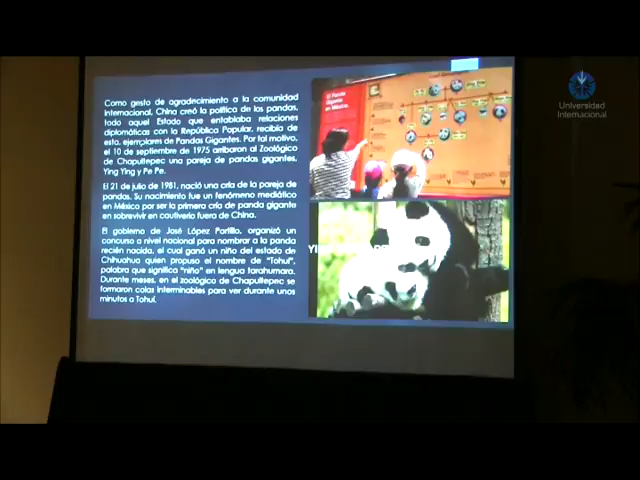 Como gesto de agradecimiento a la comunidad
internacional, China creó la política de los pandas,
todo aquel Estado que entablaba relaciones
diplomáticas con la República Popular, recibía de
esta, ejemplares de Pandas Gigantes. Por tal motivo,
el 10 de septiembre de 1975 arribaron al Zoológico
de Chapultepec una pareja de pandas gigantes,
Ying Ying y Pe Pe.
El 21 de julio de 1981, nació una cría de la pareja de
pandas. Su nacimiento fue un fenómeno mediático
en México por ser la primera cría de panda gigante
en sobrevivir en cautiverio fuera de China.
El gobierno de José López Portillo, organizó un
concurso a nivel nacional para nombrar a la panda
recién nacida, el cual ganó un niño del estado de
Chihuahua quien propuso el nombre de "Tohuí",
palabra que significa "niño" en lengua tarahumara.
Durante meses, en el zoológico de Chapultepec se
formaron colas interminables para ver durante unos
minutos a Tohuí.
El Panda
Gigante
en México.
Universidad
Internacional